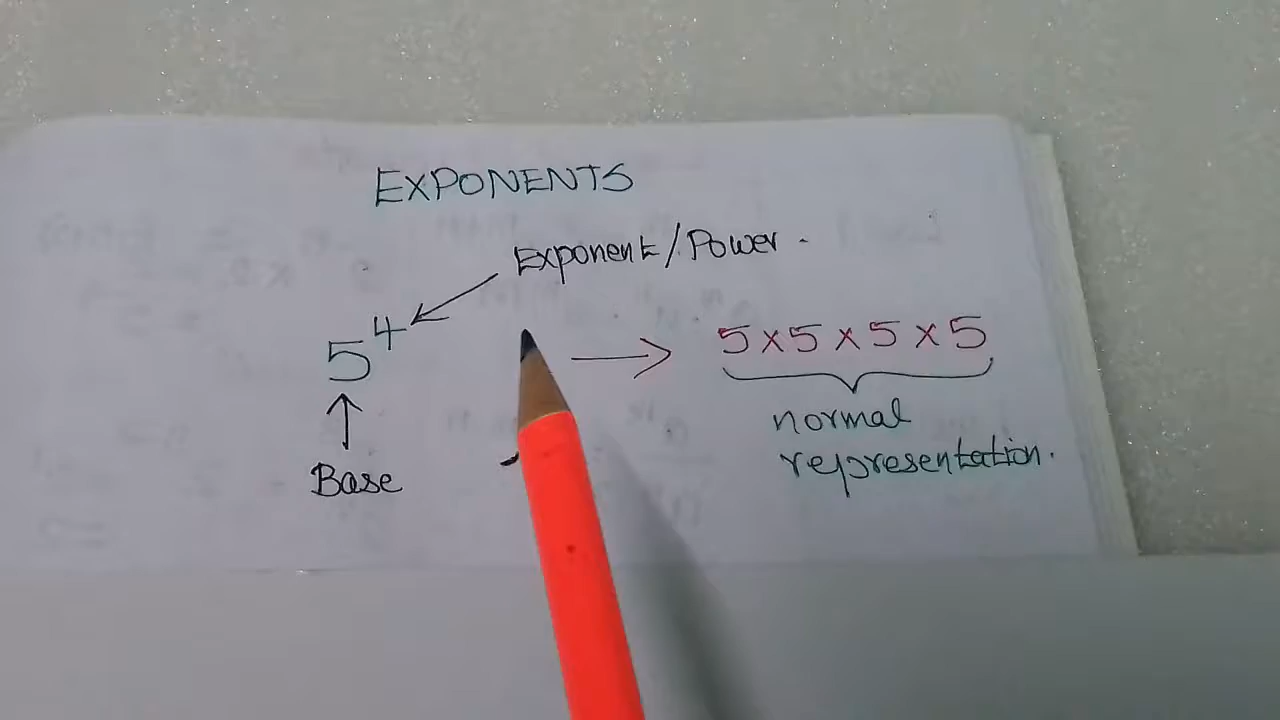 EXPONENTS
Exponent/Power.
5⁴ → 5×5×5×5
Base
normal
representation.